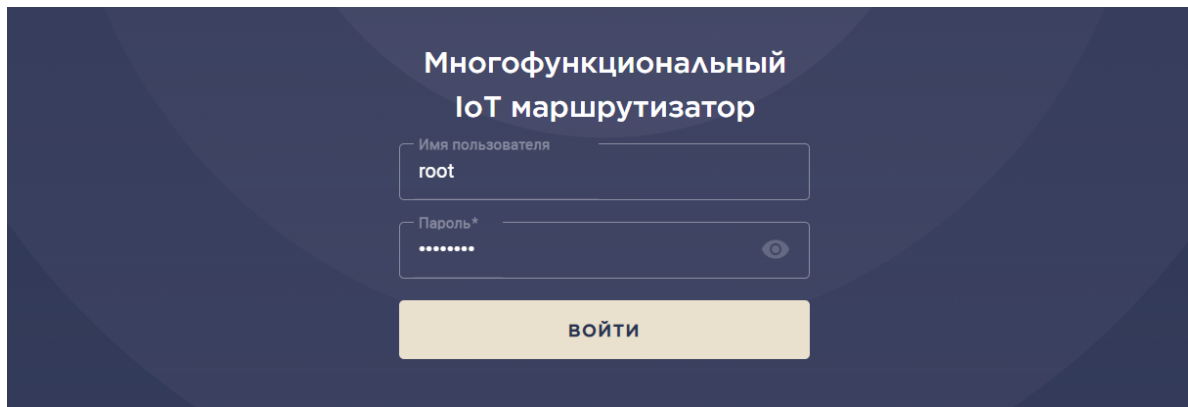 Многофункциональный
IoT маршрутизатор
Имя пользователя
root
Пароль*
••••••••
ВОЙТИ